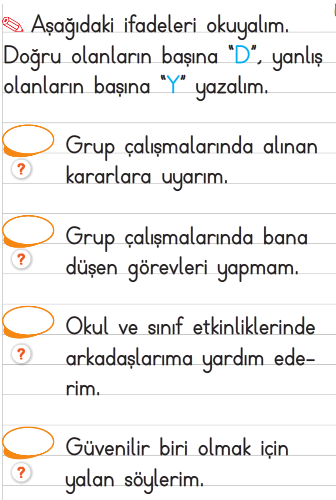 Aşağıdaki ifadeleri okuyalım.
Doğru olanların başına "D", yanlış
olanların başına "Y" yazalım.
Grup çalışmalarında alınan
?
kararlara uyarım.
Grup çalışmalarında bana
?
düşen görevleri yapmam.
Okul ve sınıf etkinliklerinde
?
arkadaşlarıma yardım ede-
rim.
Güvenilir biri olmak için
?
yalan söylerim.